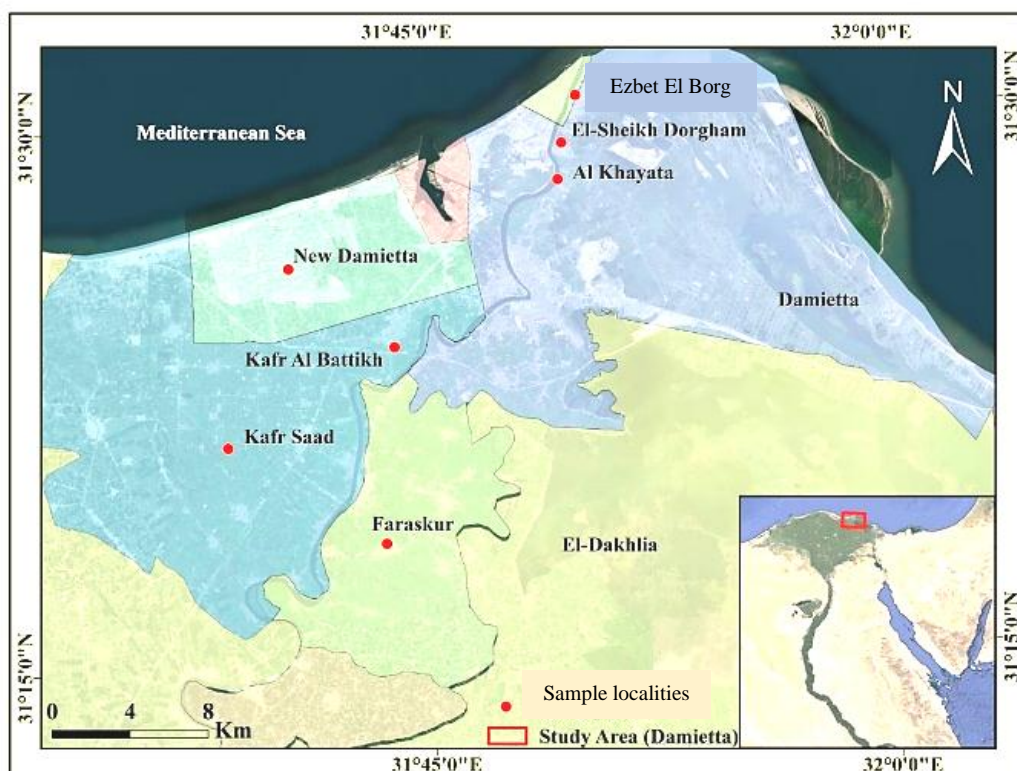 31°45'0"E
32°0'0"E
31°30'0"N
31°30'0"N
N
Mediterranean Sea
Ezbet El Borg
El-Sheikh Dorgham
Al Khayata
New Damietta
Damietta
Kafr Al Battikh
Kafr Saad
Faraskur
El-Dakhlia
31°15'0"N
31°15'0"N
Sample localities
Study Area (Damietta)
0 4 8
Km
31°45'0"E
32°0'0"E